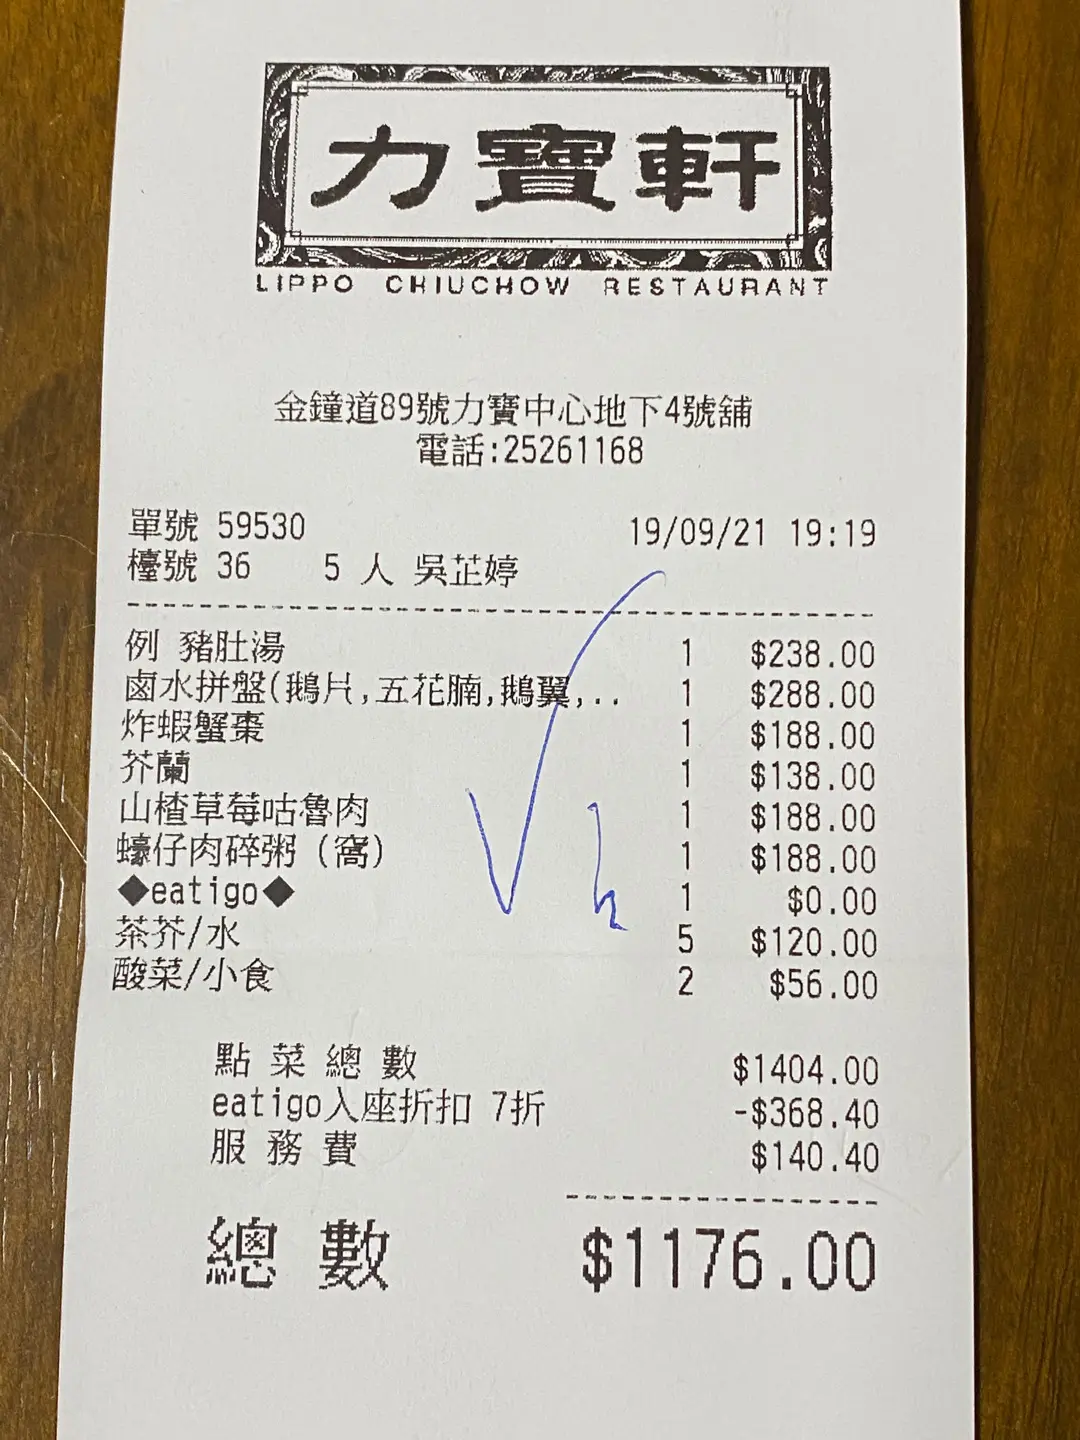 力寶軒
LIPPO CHIUCHOW RESTAURANT
金鐘道89號力寶中心地下4號舖
電話:25261168
單號 59530 19/09/21 19:19
檯號 36 5 人 吳芷婷
例 豬肚湯 1 $238.00
鹵水拼盤(鵝片,五花腩,鵝翼,.. 1 $288.00
炸蝦蟹棗 1 $188.00
芥蘭 1 $138.00
山楂草莓咕魯肉 1 $188.00
蠔仔肉碎粥 (窩) 1 $188.00
◆eatigo◆ 1 $0.00
茶芥/水 5 $120.00
酸菜/小食 2 $56.00
點菜總數 $1404.00
eatigo入座折扣 7折 -$368.40
服務費 $140.40
總數 $1176.00